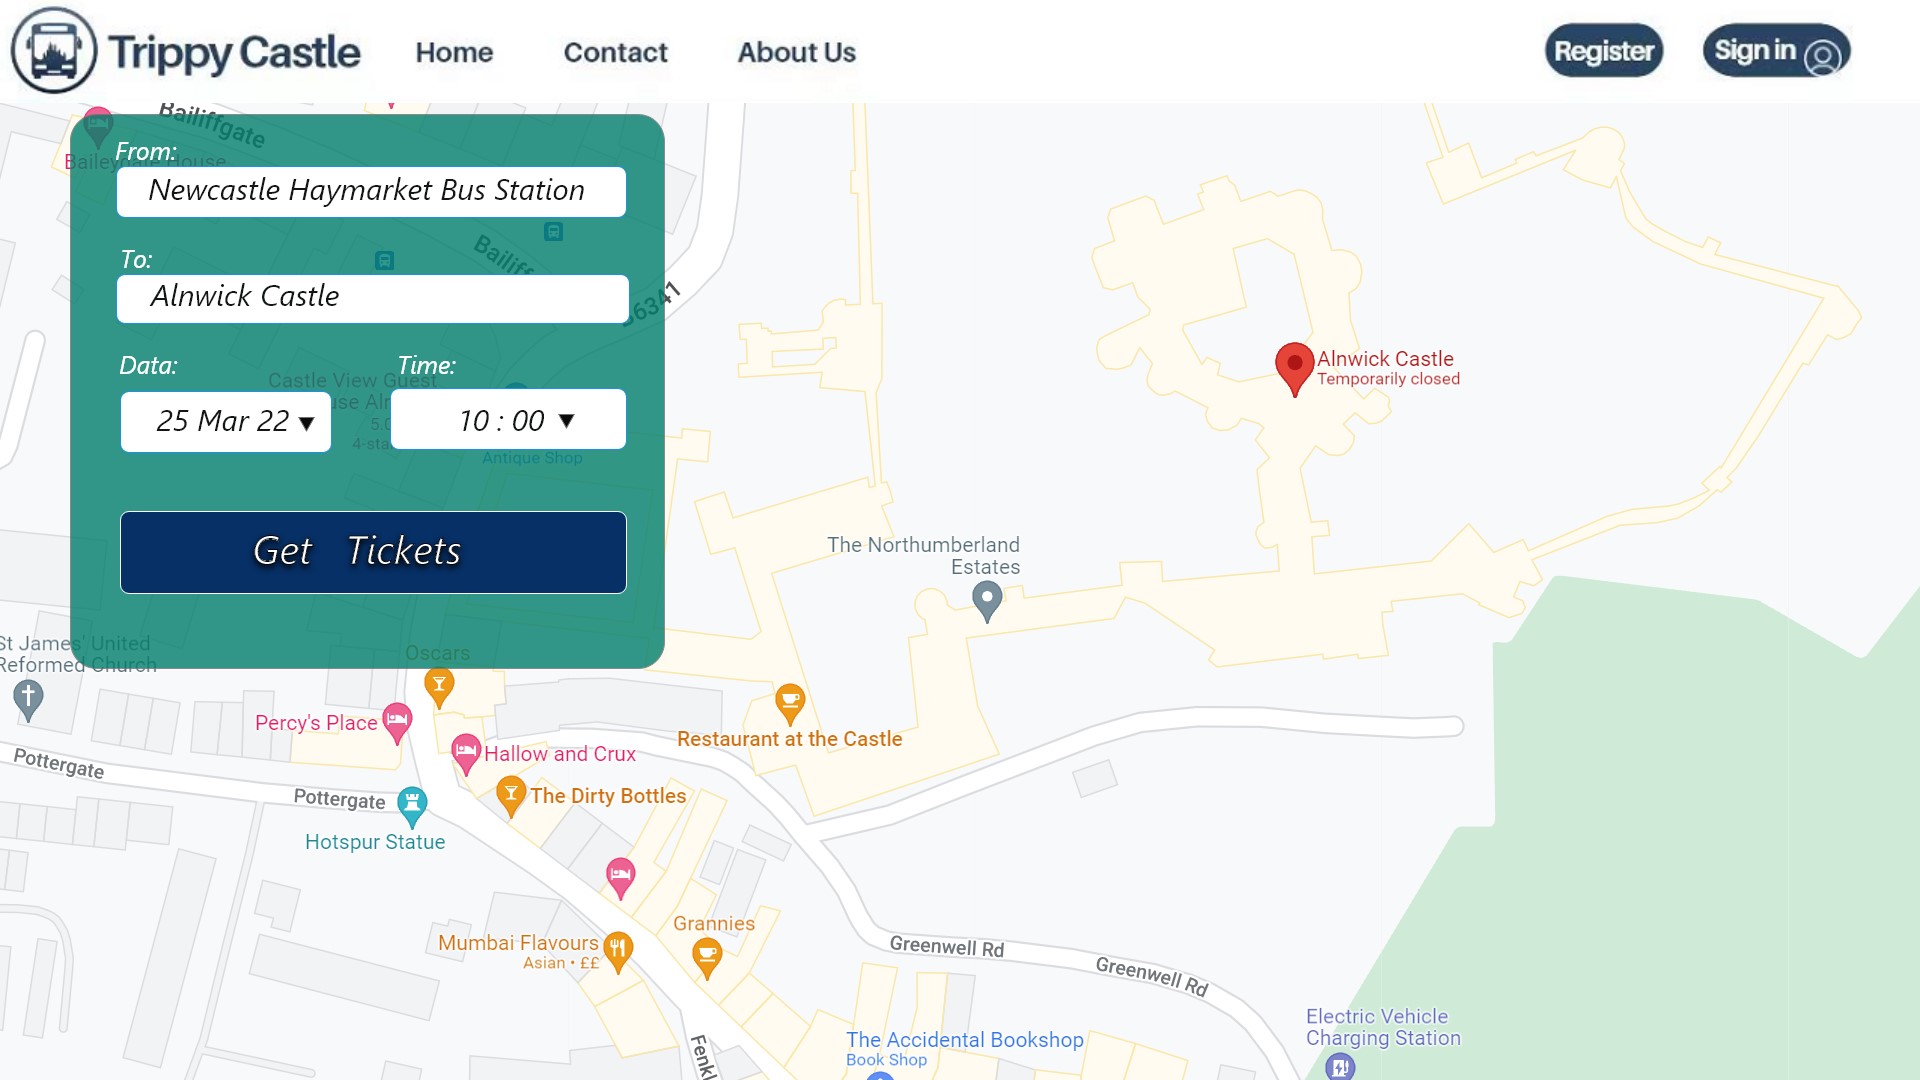 Trippy Castle
Home
Contact
About Us
Register
Sign in
Bailiffgate
From:
Newcastle Haymarket Bus Station
To:
Alnwick Castle
B6341
Data:
Time:
Castle View Guest
25 Mar 22 ▼
10 : 00 ▼
Antique Shop
Get Tickets
Alnwick Castle
Temporarily closed
The Northumberland
Estates
St James' United
Reformed Church
Oscars
Percy's Place
Restaurant at the Castle
Hallow and Crux
Pottergate
The Dirty Bottles
Pottergate
Hotspur Statue
Grannies
Mumbai Flavours
Asian • ££
Greenwell Rd
Greenwell Rd
Electric Vehicle
Charging Station
The Accidental Bookshop
Book Shop